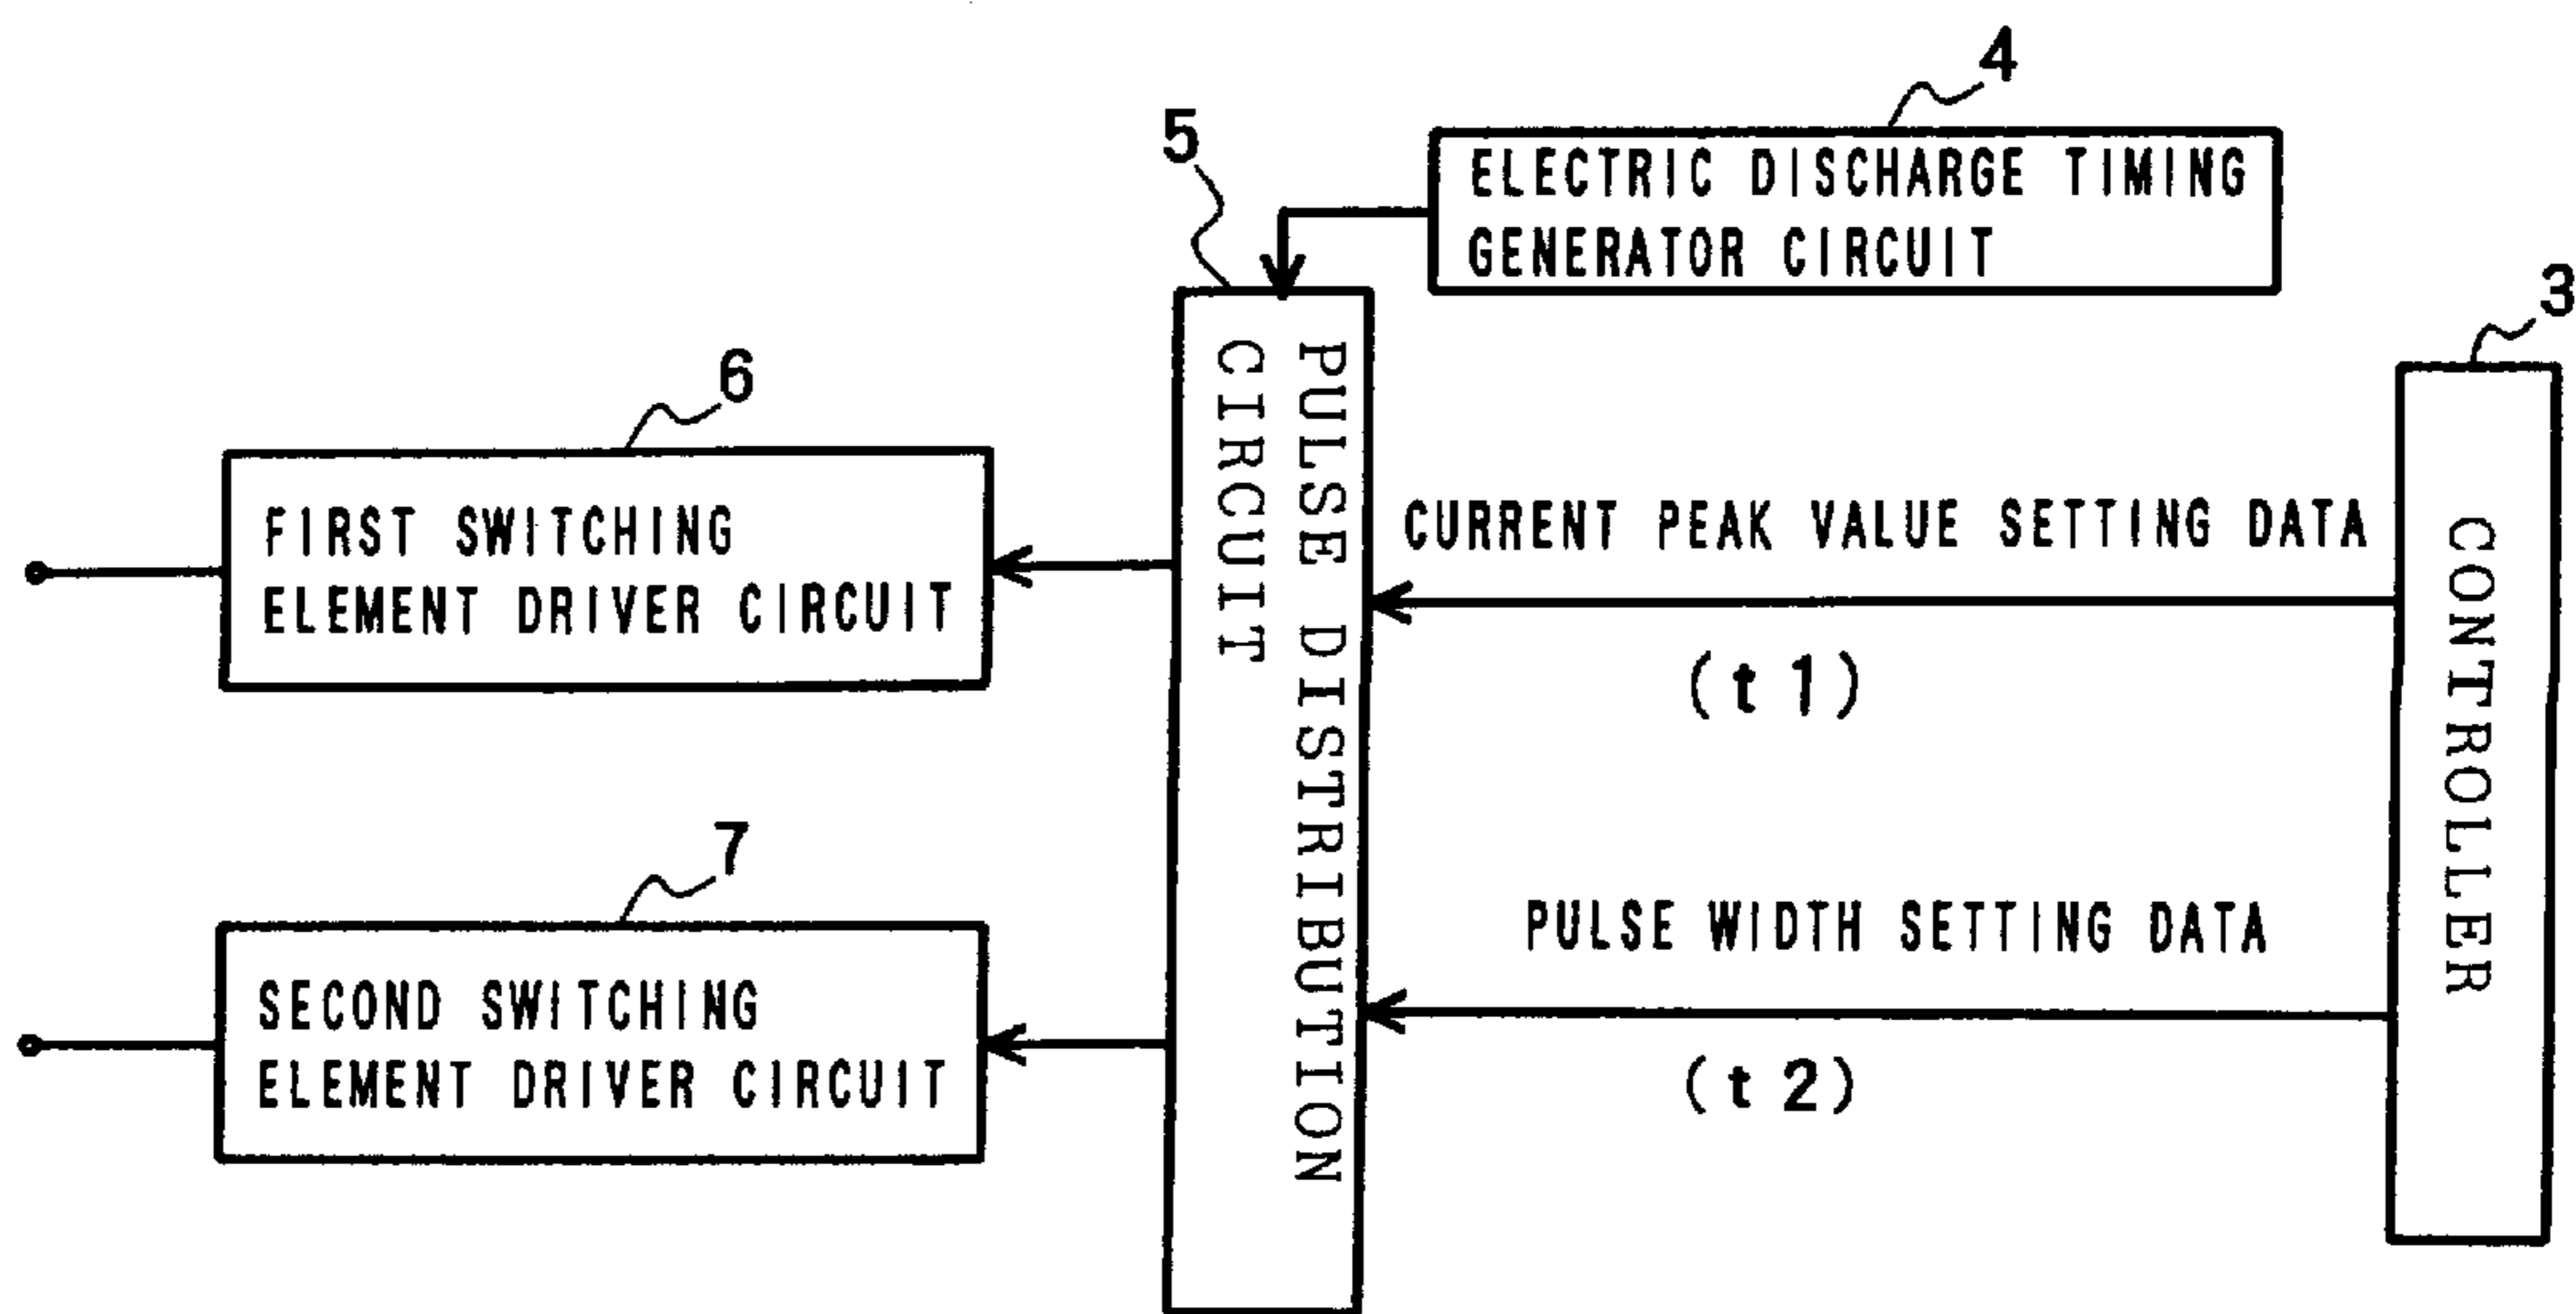 4
ELECTRIC DISCHARGE TIMING
GENERATOR CIRCUIT
5
PULSE DISTRIBUTION
CIRCUIT
3
CONTROLLER
6
FIRST SWITCHING
ELEMENT DRIVER CIRCUIT
CURRENT PEAK VALUE SETTING DATA
(t1)
7
SECOND SWITCHING
ELEMENT DRIVER CIRCUIT
PULSE WIDTH SETTING DATA
(t2)